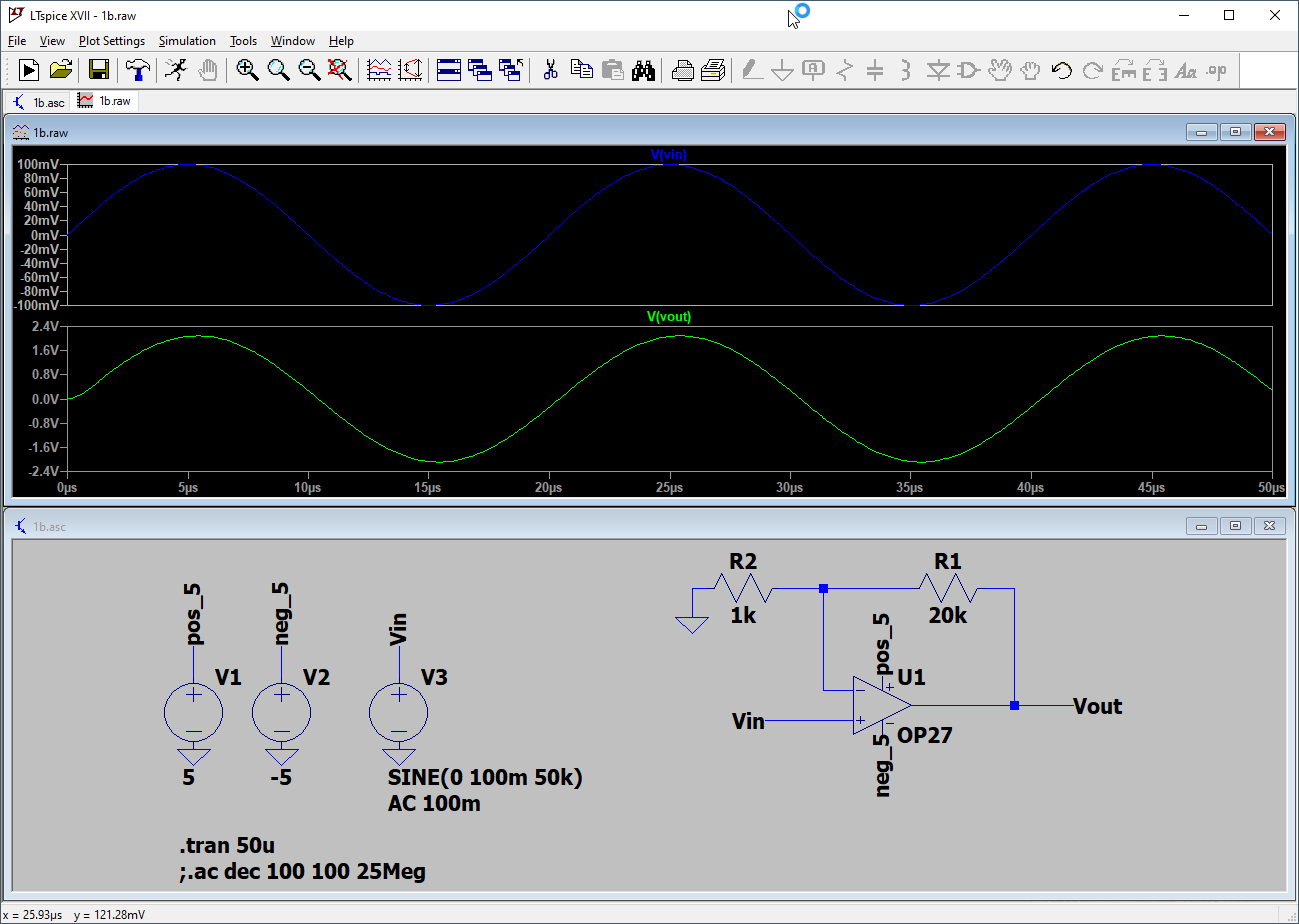 LTspice XVII - 1b.raw
File View Plot Settings Simulation Tools Window Help
1b.asc 1b.raw
1b.raw
V(vin)
100mV
80mV
60mV
40mV
20mV
0mV
-20mV
-40mV
-60mV
-80mV
-100mV
V(vout)
2.4V
1.6V
0.8V
0.0V
-0.8V
-1.6V
-2.4V
0µs 5µs 10µs 15µs 20µs 25µs 30µs 35µs 40µs 45µs 50µs
1b.asc
R2 R1
1k 20k
pos_5 neg_5 Vin
V1 V2 V3
pos_5
U1
Vin
Vout
OP27
neg_5
5 -5 SINE(0 100m 50k)
AC 100m
.tran 50u
;.ac dec 100 100 25Meg
x = 25.93µs y = 121.28mV